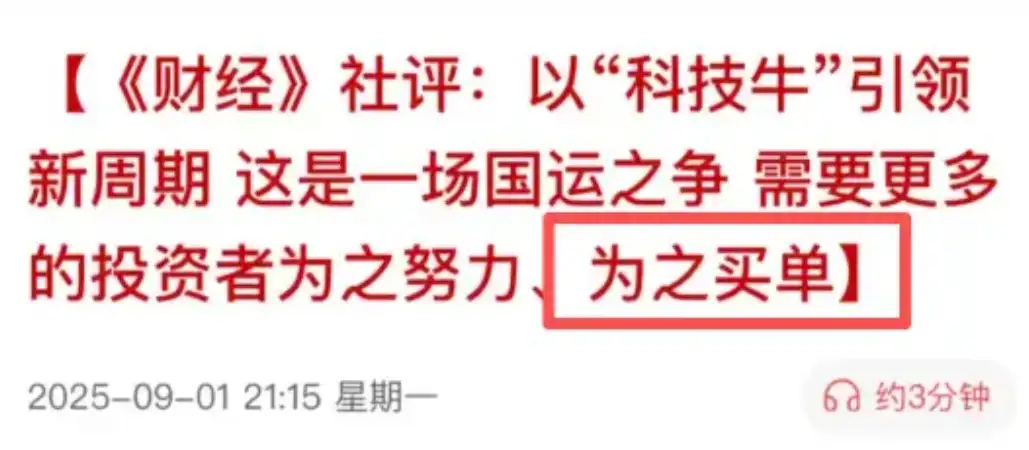 【《财经》社评：以“科技牛”引领
新周期 这是一场国运之争 需要更多
的投资者为之努力、为之买单】
2025-09-01 21:15 星期一
约3分钟